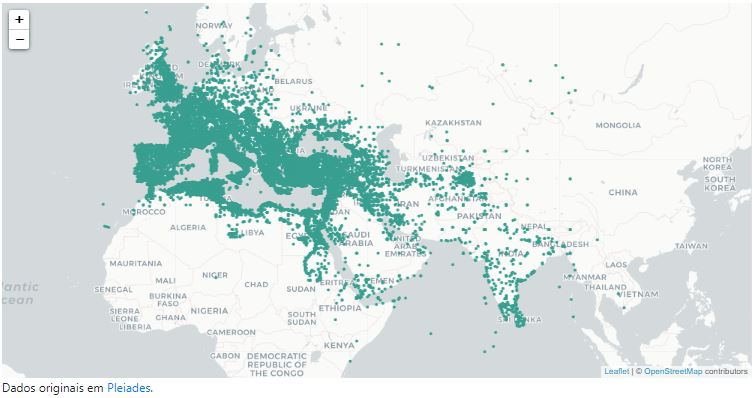 +
−
NORWAY
BELARUS
UKRAINE
KAZAKHSTAN
MONGOLIA
UZBEKISTAN
TURKMENISTAN
NORTH
KOREA
SOUTH
KOREA
CHINA
AFGHANISTAN
IRAN
PAKISTAN
NEPAL
MOROCCO
ALGERIA
LIBYA
EGYPT
SAUDI
ARABIA
UNITED
ARAB
EMIRATES
INDIA
BANGLADESH
TAIWAN
MYANMAR
LAOS
THAILAND
VIETNAM
MAURITANIA
MALI
NIGER
CHAD
SUDAN
ERITREA
YEMEN
SENEGAL
BURKINA
FASO
NIGERIA
SIERRA
LEONE
GHANA
LIBERIA
SOUTH
SUDAN
ETHIOPIA
SRI LANKA
CAMEROON
GABON
DEMOCRATIC
REPUBLIC OF
THE CONGO
KENYA
Leaflet | © OpenStreetMap contributors
Dados originais em Pleiades.